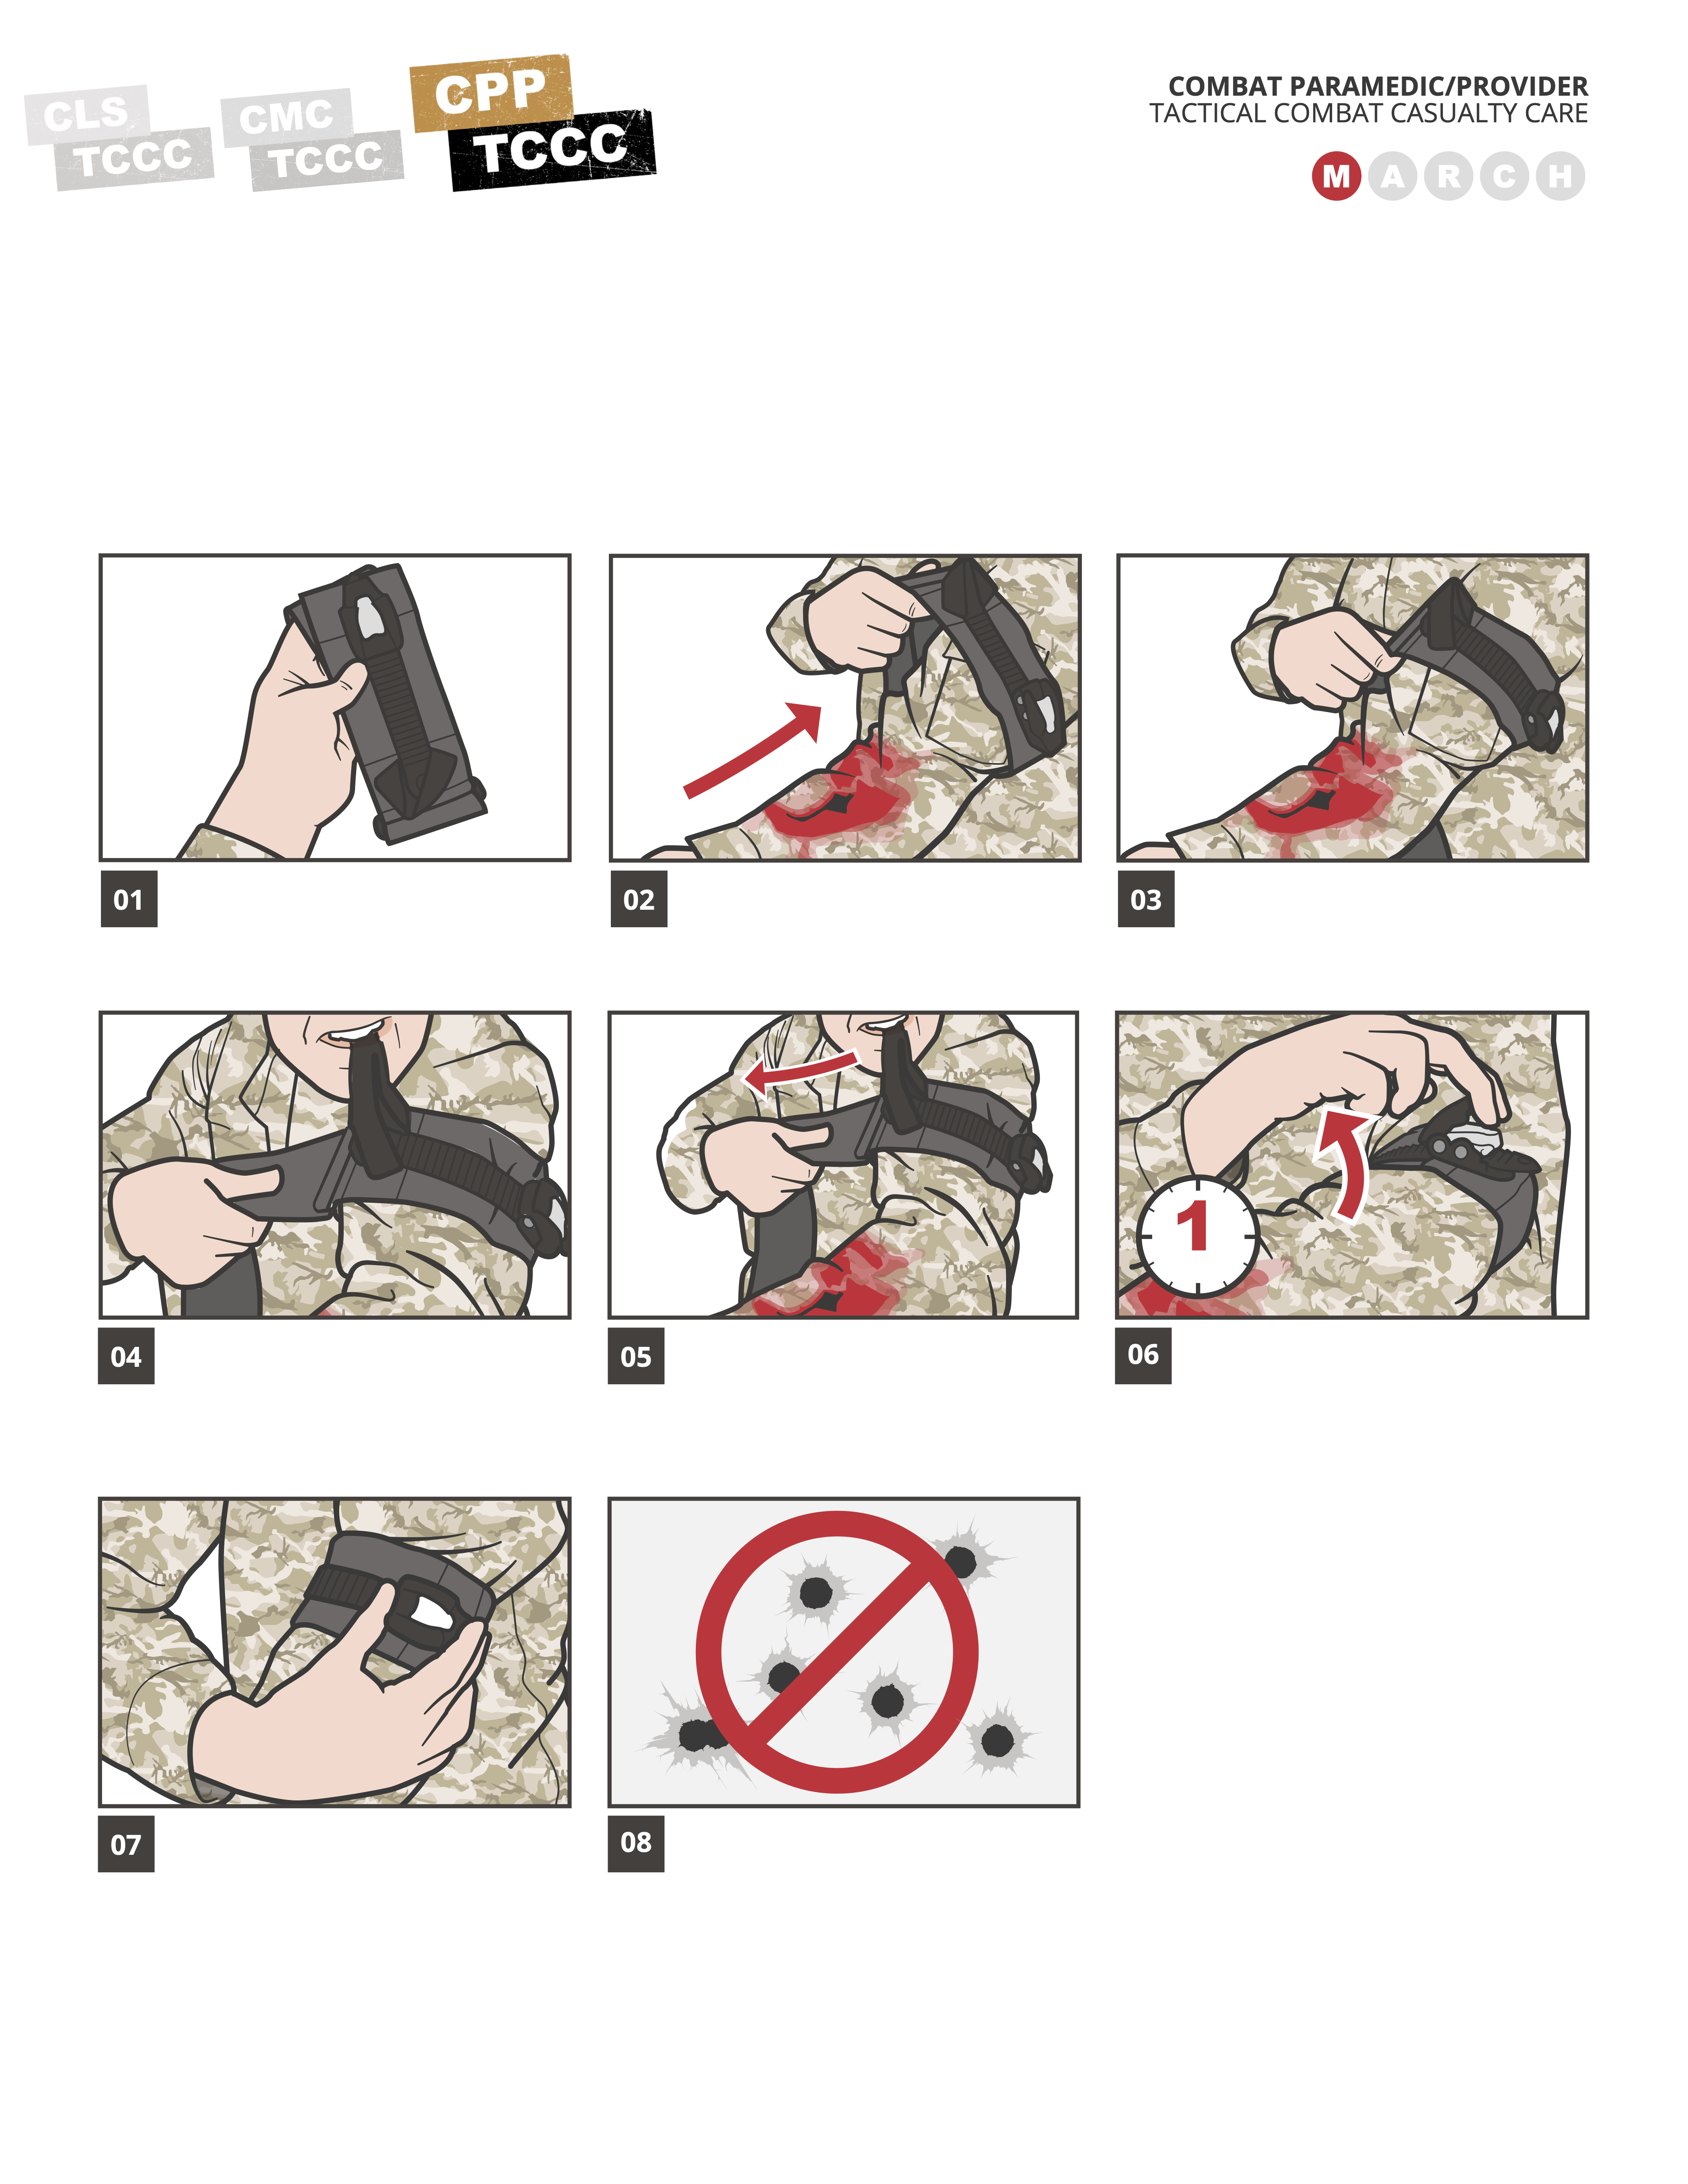 CLS
TCCC
CMC
TCCC
CPP
TCCC
COMBAT PARAMEDIC/PROVIDER
TACTICAL COMBAT CASUALTY CARE
M A R C H
01
02
03
04
05
1
06
07
08